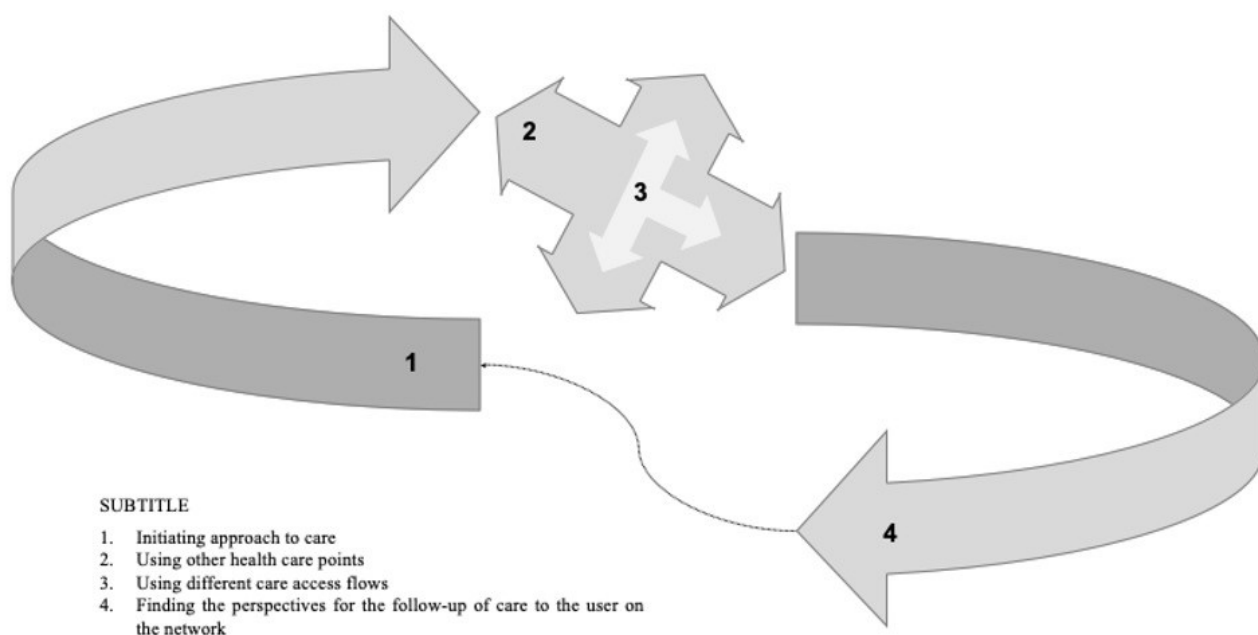 2
3
1
4
SUBTITLE
1. Initiating approach to care
2. Using other health care points
3. Using different care access flows
4. Finding the perspectives for the follow-up of care to the user on
the network